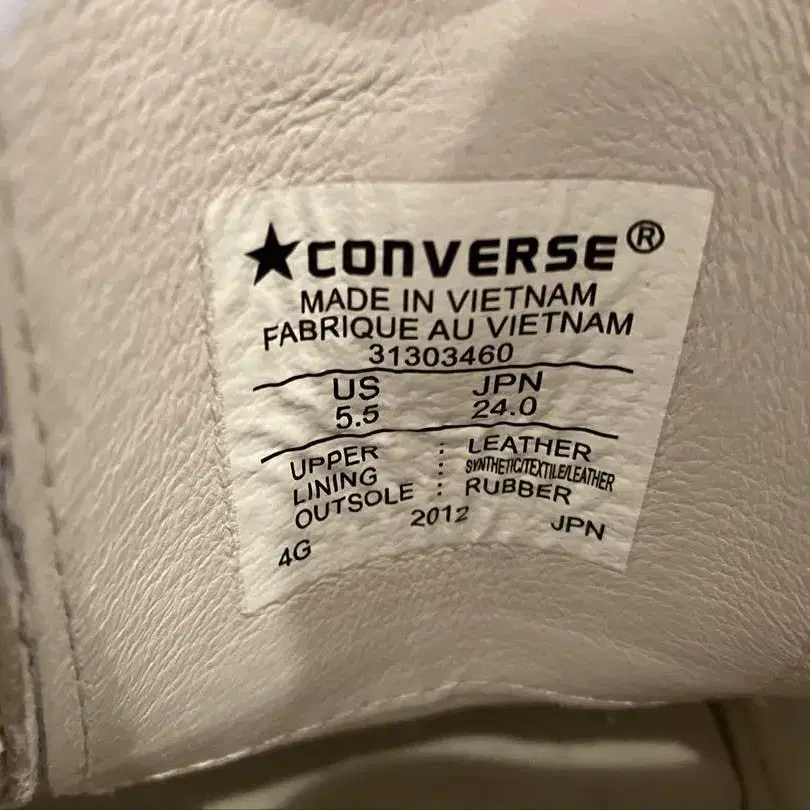 ★CONVERSE®
MADE IN VIETNAM
FABRIQUE AU VIETNAM
31303460
US JPN
5.5 24.0
UPPER : LEATHER
LINING : SYNTHETIC/TEXTILE/LEATHER
OUTSOLE : RUBBER
4G 2012 JPN